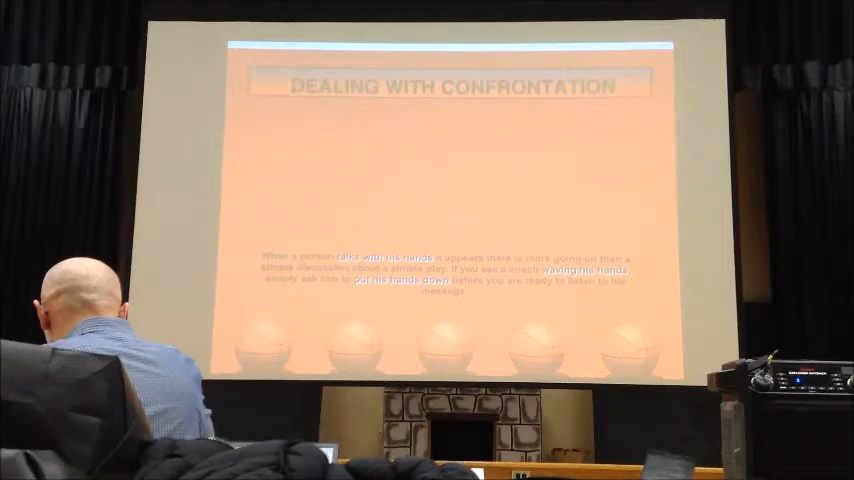 DEALING WITH CONFRONTATION
When a person talks with his hands it appears there is more going on than a
simple discussion about a simple play. If you see a coach waving his hands,
simply ask him to put his hands down before you are ready to listen to his
message.